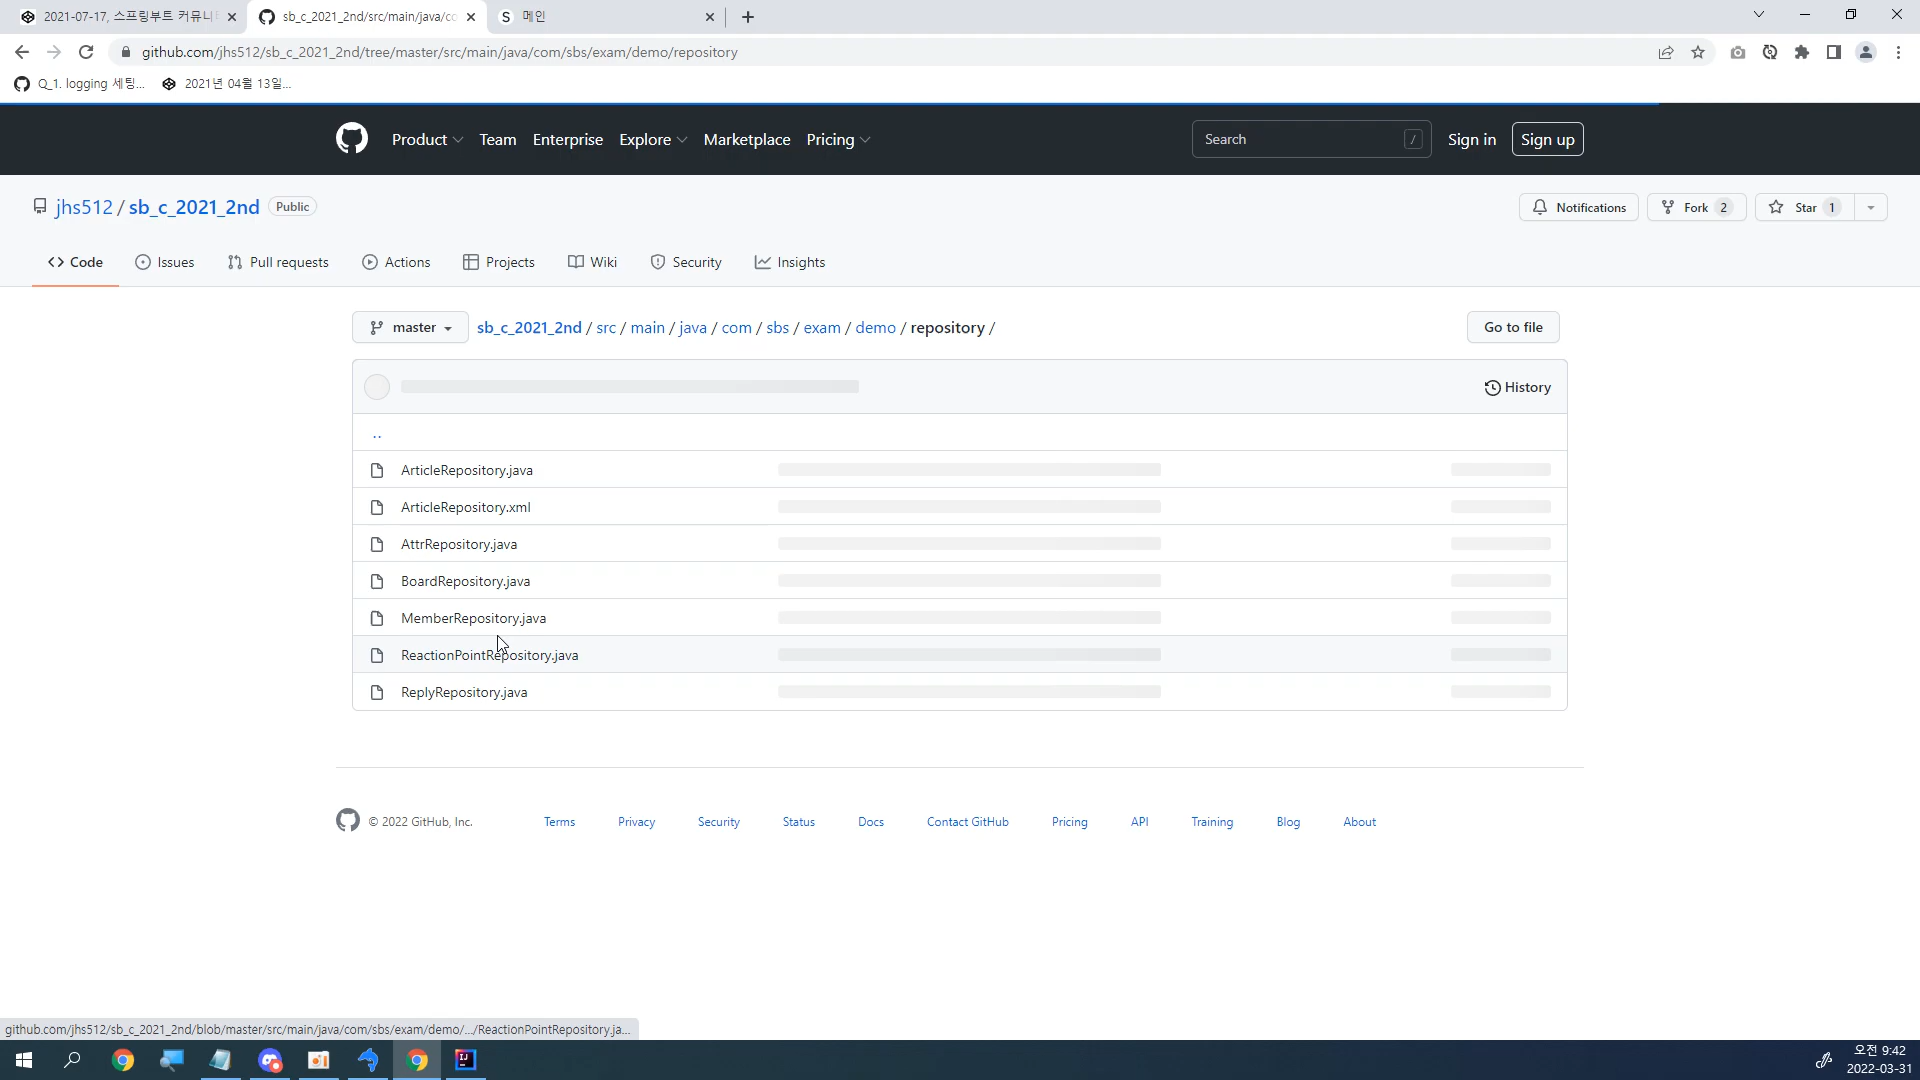 2021-07-17, 스프링부트 커뮤니
sb_c_2021_2nd/src/main/java/co
메인
github.com/jhs512/sb_c_2021_2nd/tree/master/src/main/java/com/sbs/exam/demo/repository
Q_1. logging 세팅...
2021년 04월 13일...
Product
Team
Enterprise
Explore
Marketplace
Pricing
Search
/
Sign in
Sign up
jhs512 / sb_c_2021_2nd
Public
Notifications
Fork 2
Star 1
Code
Issues
Pull requests
Actions
Projects
Wiki
Security
Insights
master
sb_c_2021_2nd / src / main / java / com / sbs / exam / demo / repository /
Go to file
History
..
ArticleRepository.java
ArticleRepository.xml
AttrRepository.java
BoardRepository.java
MemberRepository.java
ReactionPointRepository.java
ReplyRepository.java
© 2022 GitHub, Inc.
Terms
Privacy
Security
Status
Docs
Contact GitHub
Pricing
API
Training
Blog
About
github.com/jhs512/sb_c_2021_2nd/blob/master/src/main/java/com/sbs/exam/demo/.../ReactionPointRepository.ja...
오전 9:42
2022-03-31